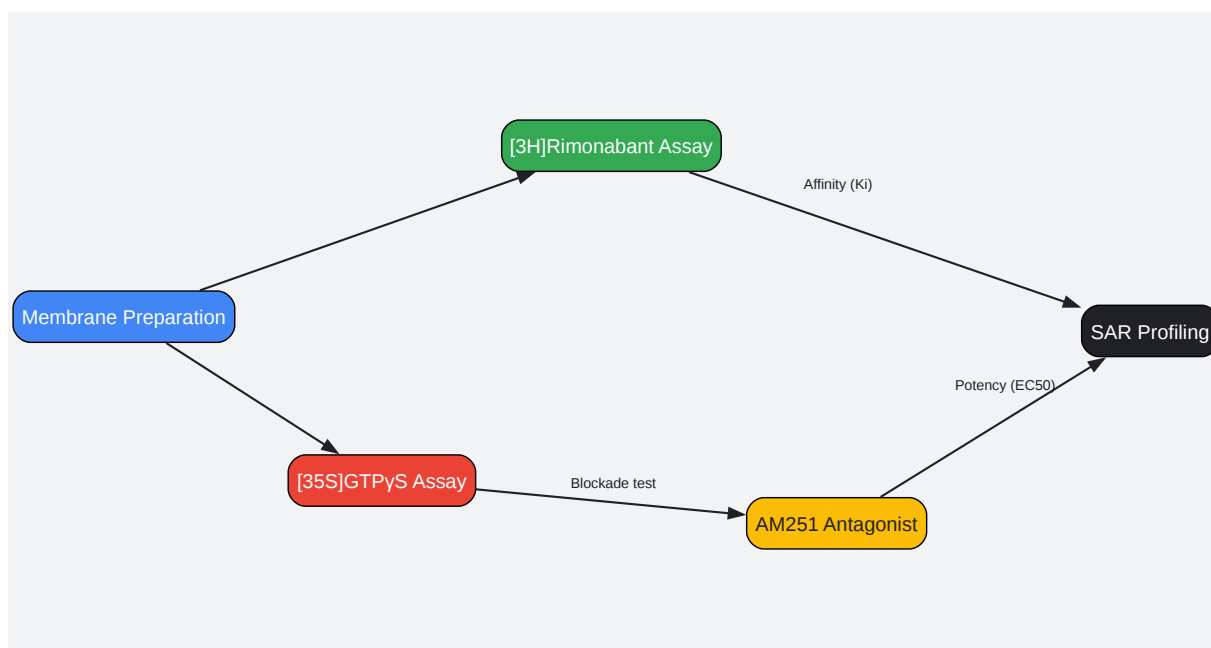 [3H]Rimonabant Assay
Affinity (Ki)
Membrane Preparation
SAR Profiling
Potency (EC50)
[35S]GTPγS Assay
Blockade test
AM251 Antagonist